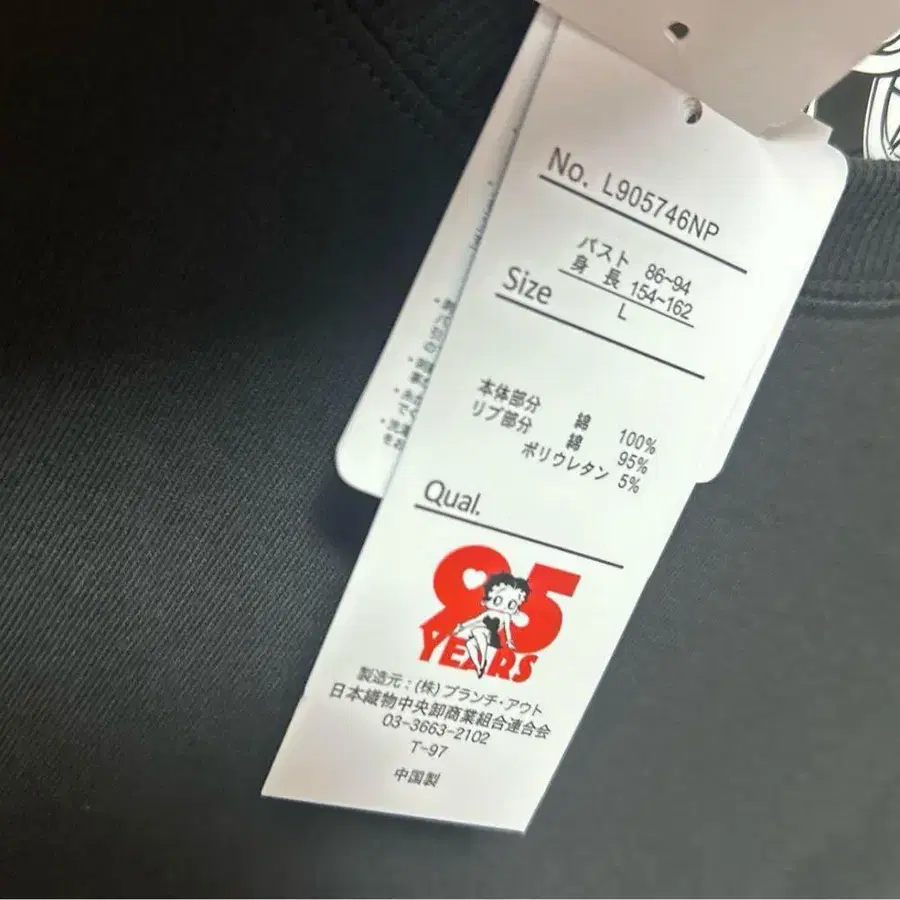 No. L905746NP
バスト 86~94
身長 154~162
Size L
本体部分 綿 100%
リブ部分 綿 95%
ポリウレタン 5%
Qual.
95
YEARS
製造元:(株)ブランチ・アウト
日本織物中央卸商業組合連合会
03-3663-2102
T-97
中国製